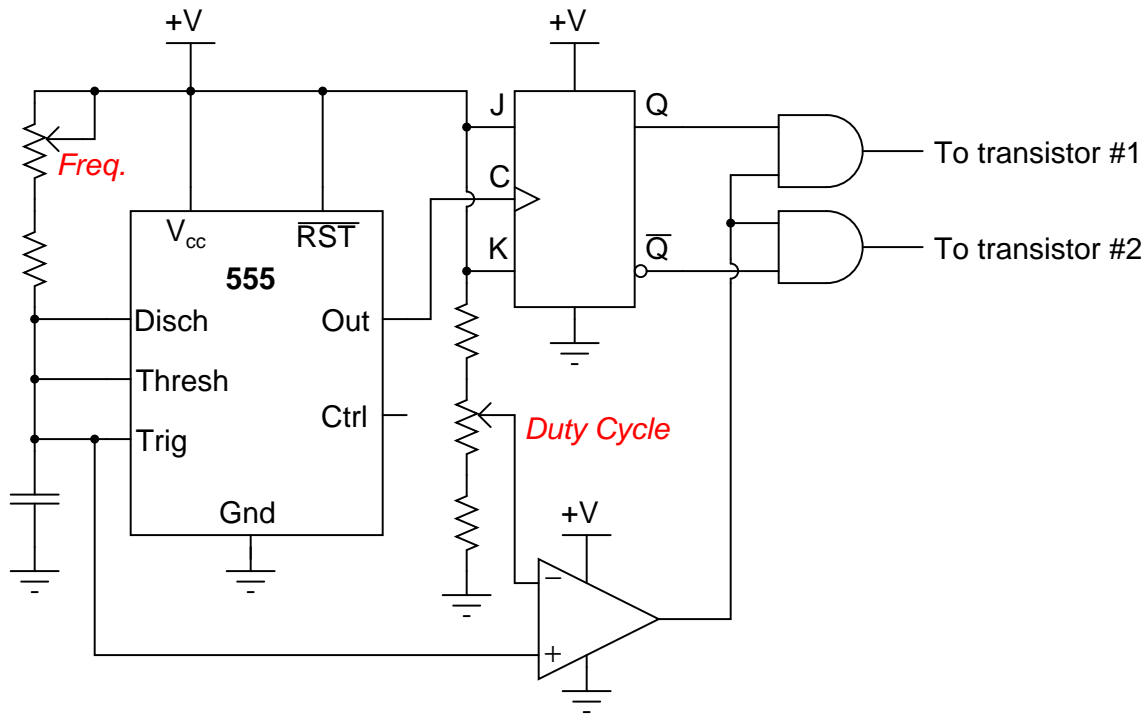 +V
+V
J
Q
To transistor #1
Freq.
C
Vcc
RST
K
Q
To transistor #2
555
Disch
Out
Thresh
Ctrl
Duty Cycle
Trig
Gnd
+V
−
+